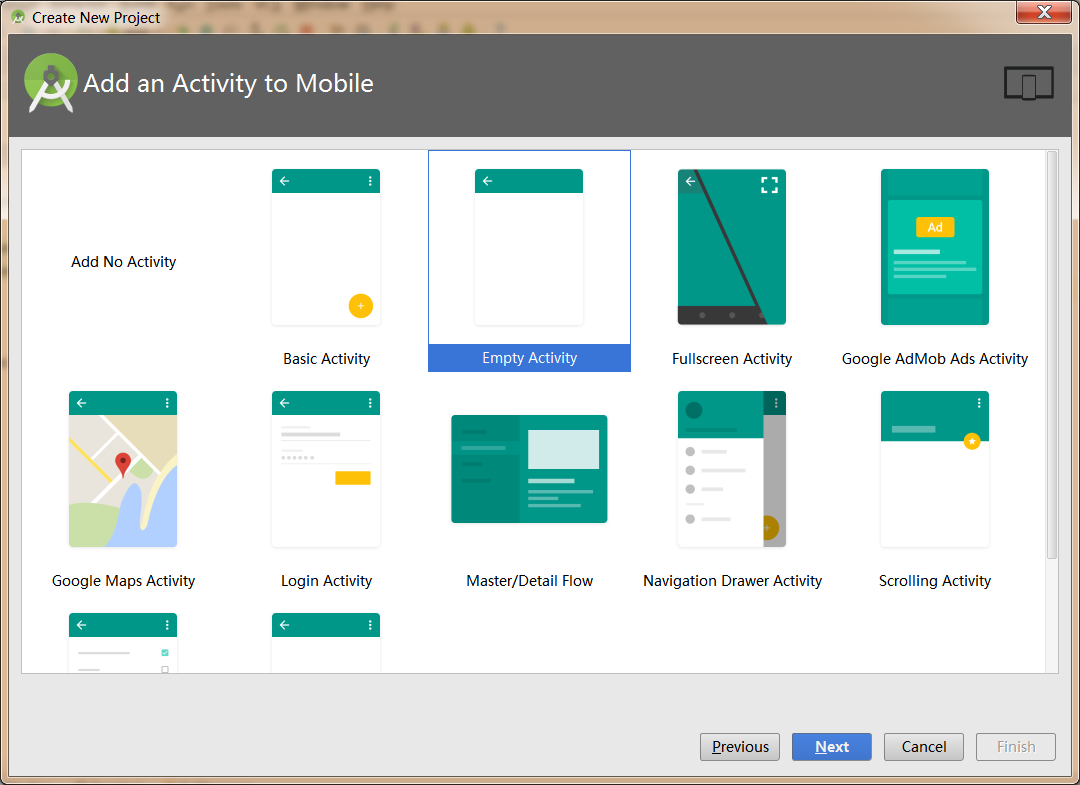 Create New Project
Add an Activity to Mobile
Add No Activity
Basic Activity
Empty Activity
Fullscreen Activity
Ad
Google AdMob Ads Activity
Google Maps Activity
Login Activity
Master/Detail Flow
Navigation Drawer Activity
Scrolling Activity
Previous
Next
Cancel
Finish